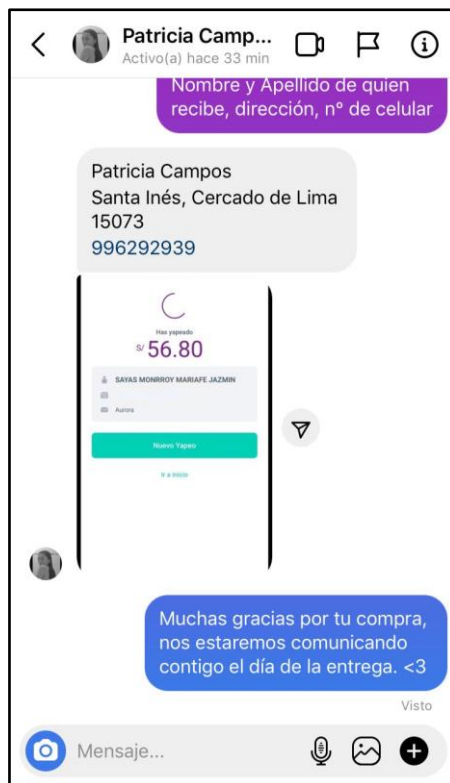 Patricia Camp...
Activo(a) hace 33 min
Nombre y Apellido de quien
recibe, dirección, n° de celular
Patricia Campos
Santa Inés, Cercado de Lima
15073
996292939
Has yapeado
S/ 56.80
SAYAS MONRROY MARIAFE JAZMIN
Aurora
Nuevo Yapeo
Ir a Inicio
Muchas gracias por tu compra,
nos estaremos comunicando
contigo el día de la entrega. <3
Visto
Mensaje...